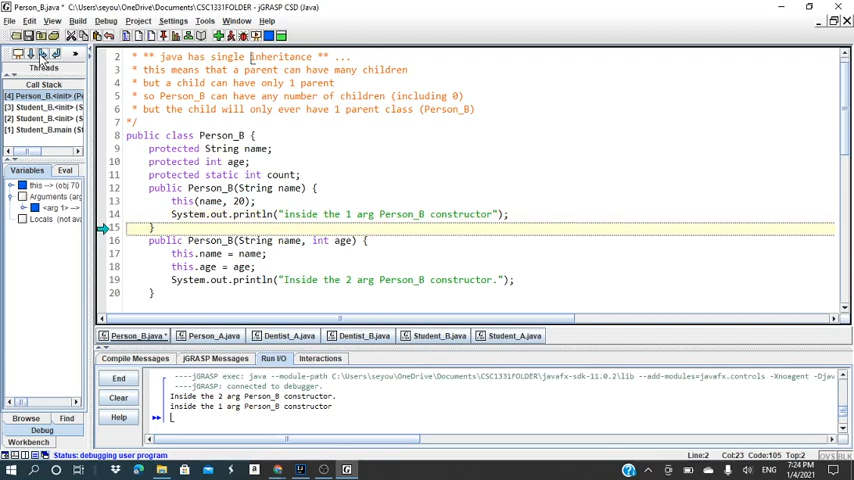 Person_B.java *   C:\Users\seyou\OneDrive\Documents\CSC1331FOLDER - jGRASP CSD (Java)
File Edit View Build Debug Project Settings Tools Window Help
Threads
Call Stack
[4] Person_B.<init> (Pe
[3] Student_B.<init> (S
[2] Student_B.<init> (S
[1] Student_B.main (St
Variables Eval
this --> (obj 70
Arguments (arg
<arg 1> -->
Locals (not ava
2 * ** java has single inheritance ** ...
3 * this means that a parent can have many children
4 * but a child can have only 1 parent
5 * so Person_B can have any number of children (including 0)
6 * but the child will only ever have 1 parent class (Person_B)
7 */
8 public class Person_B {
9 protected String name;
10 protected int age;
11 protected static int count;
12 public Person_B(String name) {
13 this(name, 20);
14 System.out.println("inside the 1 arg Person_B constructor");
15 }
16 public Person_B(String name, int age) {
17 this.name = name;
18 this.age = age;
19 System.out.println("Inside the 2 arg Person_B constructor.");
20 }
Person_B.java * Person_A.java Dentist_A.java Dentist_B.java Student_B.java Student_A.java
Compile Messages jGRASP Messages Run I/O Interactions
End
Clear
Help
----jGRASP exec: java --module-path C:\Users\seyou\OneDrive\Documents\CSC1331FOLDER\javafx-sdk-11.0.2\lib --add-modules=javafx.controls -Xnoagent -Djav
----jGRASP: connected to debugger.
Inside the 2 arg Person_B constructor.
inside the 1 arg Person_B constructor
Browse Find
Debug
Workbench
Status: debugging user program
Line:2 Col:23 Code:105 Top:2 OVS BLK
ENG
7:24 PM
1/4/2021